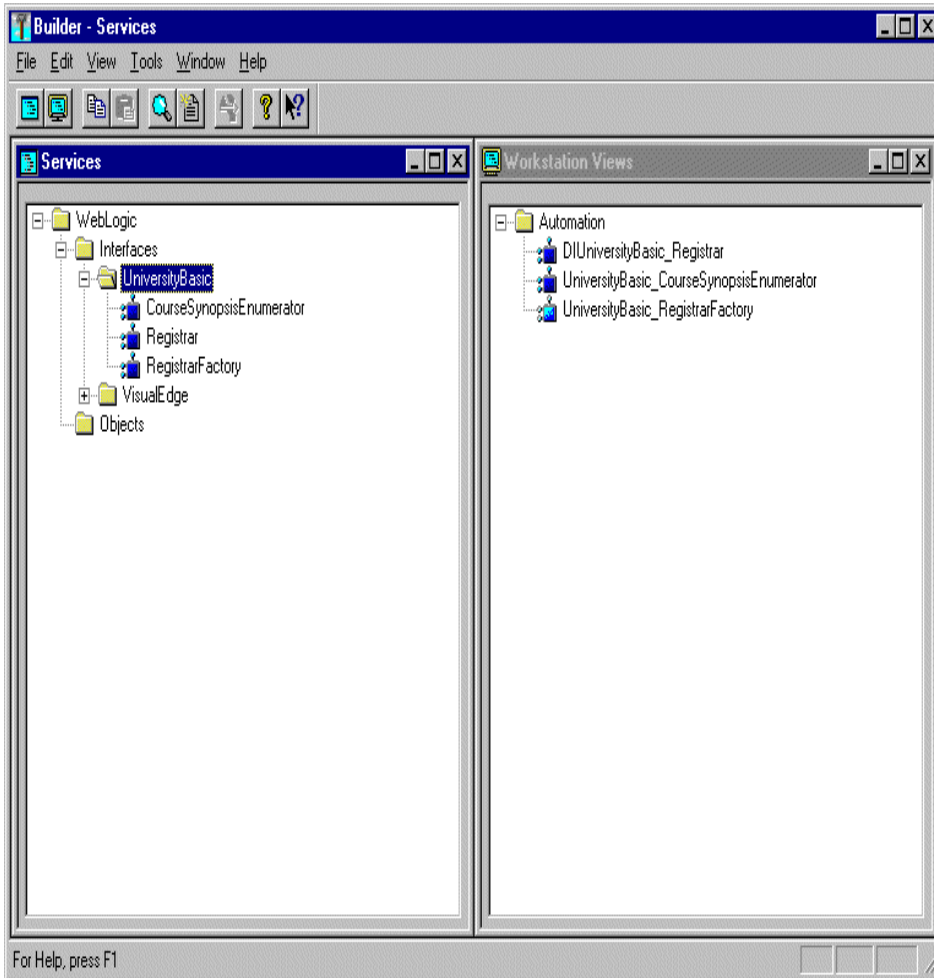 Builder - Services
File Edit View Tools Window Help
Services
WebLogic
Interfaces
UniversityBasic
CourseSynopsisEnumerator
Registrar
RegistrarFactory
VisualEdge
Objects
Workstation Views
Automation
DIUniversityBasic_Registrar
UniversityBasic_CourseSynopsisEnumerator
UniversityBasic_RegistrarFactory
For Help, press F1